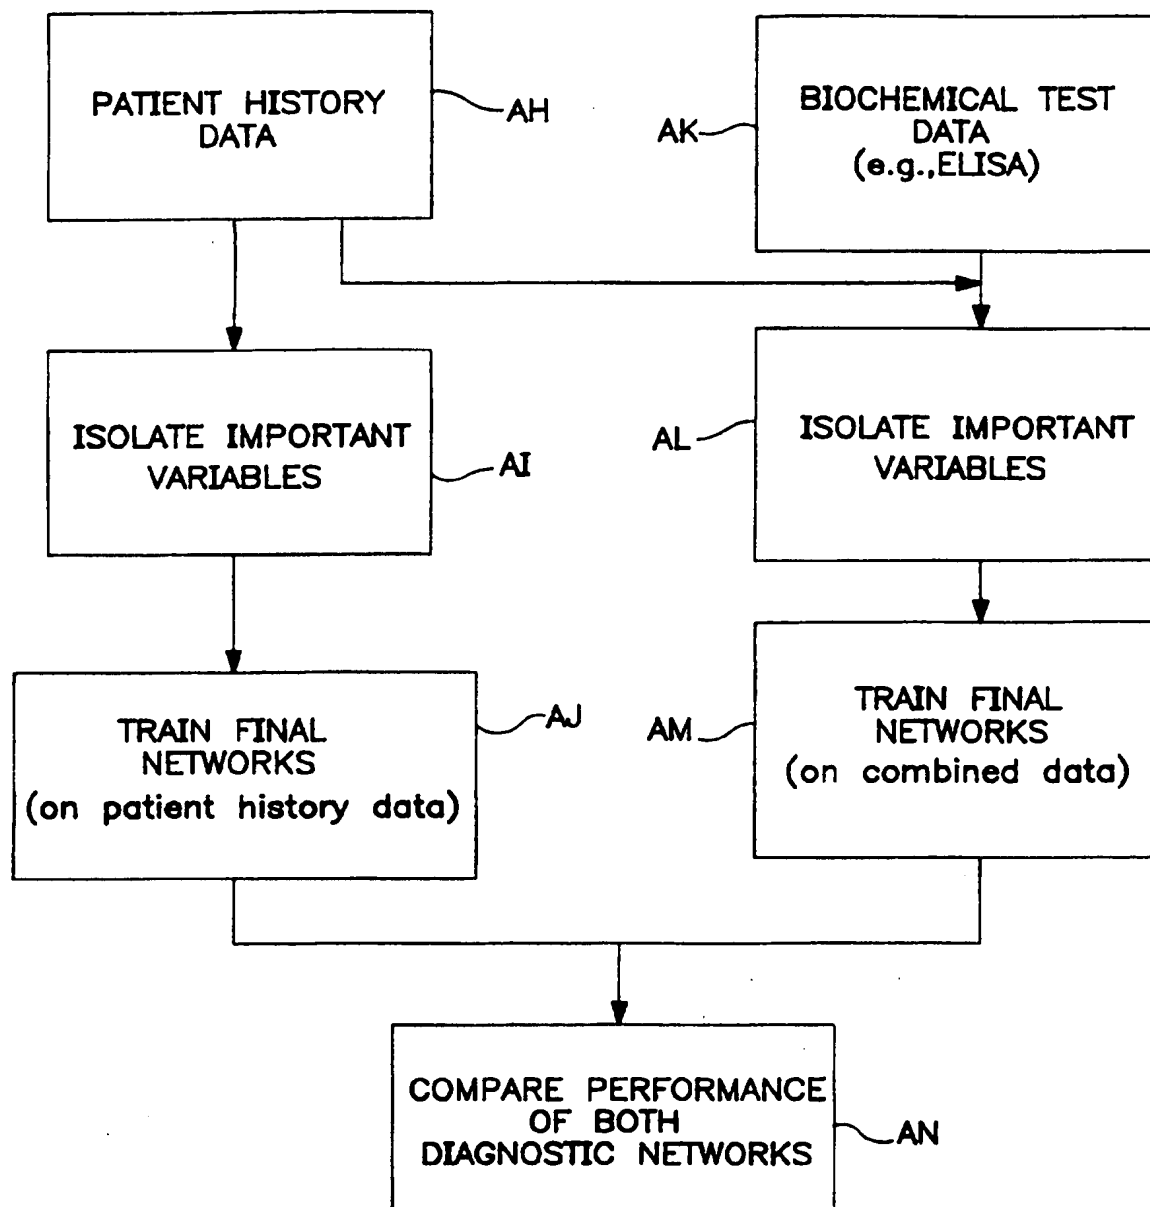 PATIENT HISTORY
DATA
AH
BIOCHEMICAL TEST
DATA
(e.g.,ELISA)
AK
ISOLATE IMPORTANT
VARIABLES
AI
ISOLATE IMPORTANT
VARIABLES
AL
TRAIN FINAL
NETWORKS
(on patient history data)
AJ
TRAIN FINAL
NETWORKS
(on combined data)
AM
COMPARE PERFORMANCE
OF BOTH
DIAGNOSTIC NETWORKS
AN